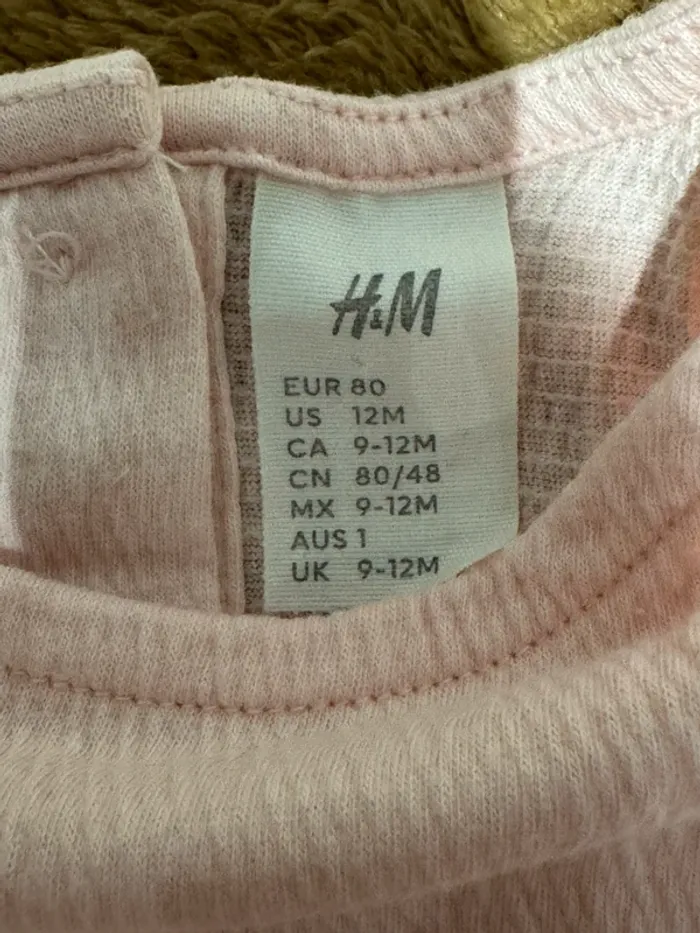 H&M
EUR 80
US 12M
CA 9-12M
CN 80/48
MX 9-12M
AUS 1
UK 9-12M